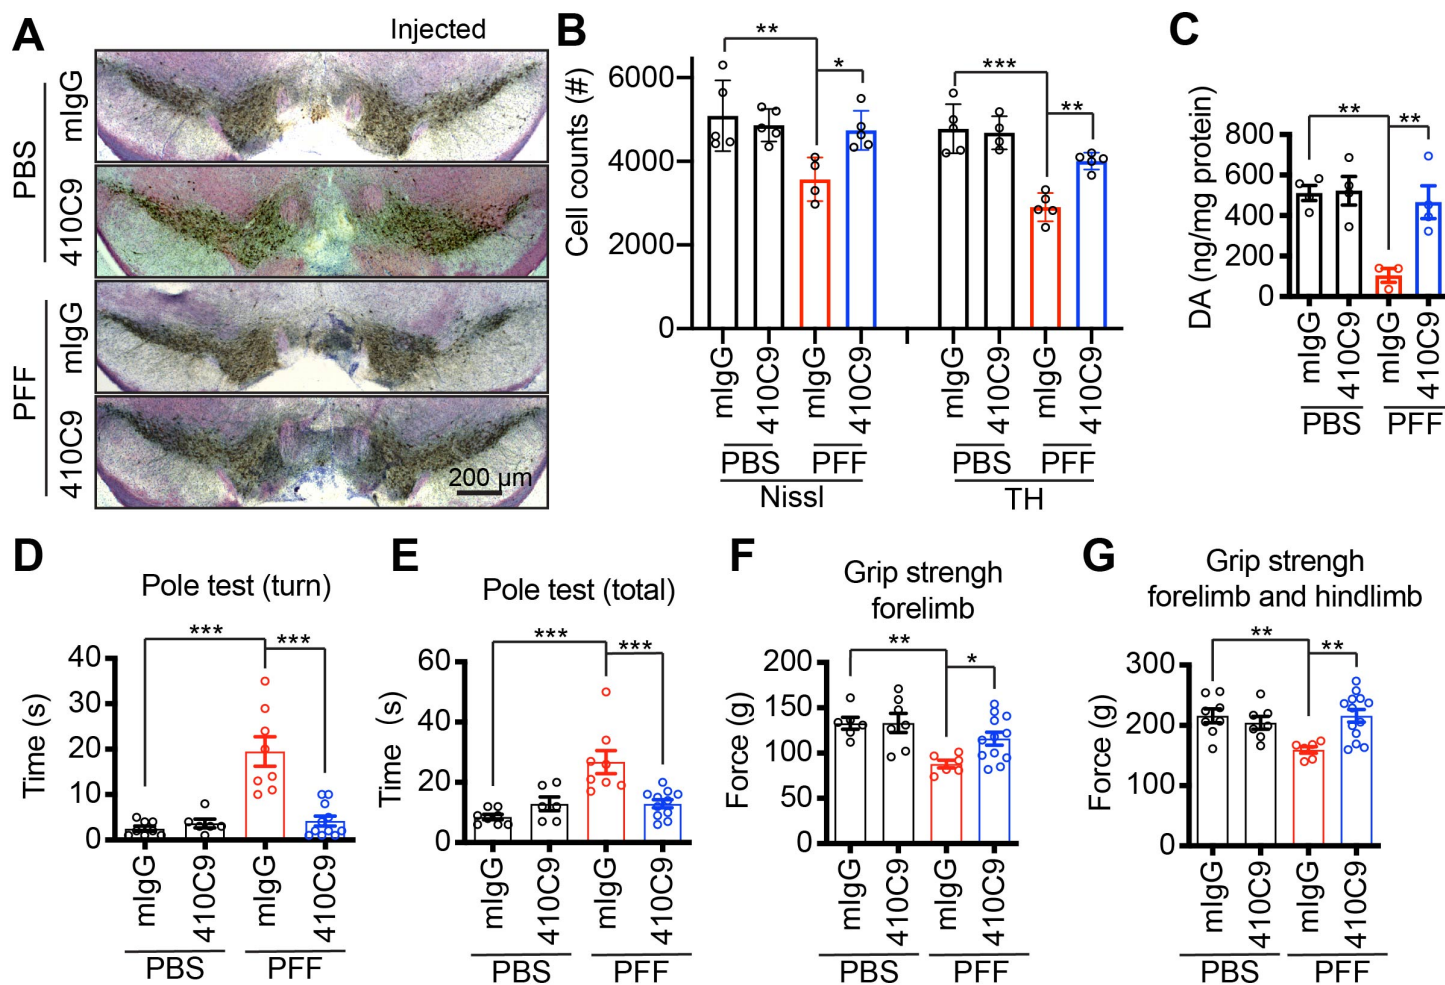 A
Injected
PBS
mIgG
410C9
PFF
mIgG
410C9
200 µm
B
Cell counts (#)
6000
4000
2000
0
**
*
***
**
mIgG
410C9
mIgG
410C9
mIgG
410C9
mIgG
410C9
PBS
PFF
PBS
PFF
Nissl
TH
C
DA (ng/mg protein)
800
600
400
200
0
**
**
mIgG
410C9
mIgG
410C9
PBS
PFF
D
Pole test (turn)
Time (s)
40
30
20
10
0
***
***
mIgG
410C9
mIgG
410C9
PBS
PFF
E
Pole test (total)
Time (s)
60
40
20
0
***
***
mIgG
410C9
mIgG
410C9
PBS
PFF
F
Grip strengh
forelimb
Force (g)
200
150
100
50
0
**
*
mIgG
410C9
mIgG
410C9
PBS
PFF
G
Grip strengh
forelimb and hindlimb
Force (g)
300
200
100
0
**
**
mIgG
410C9
mIgG
410C9
PBS
PFF